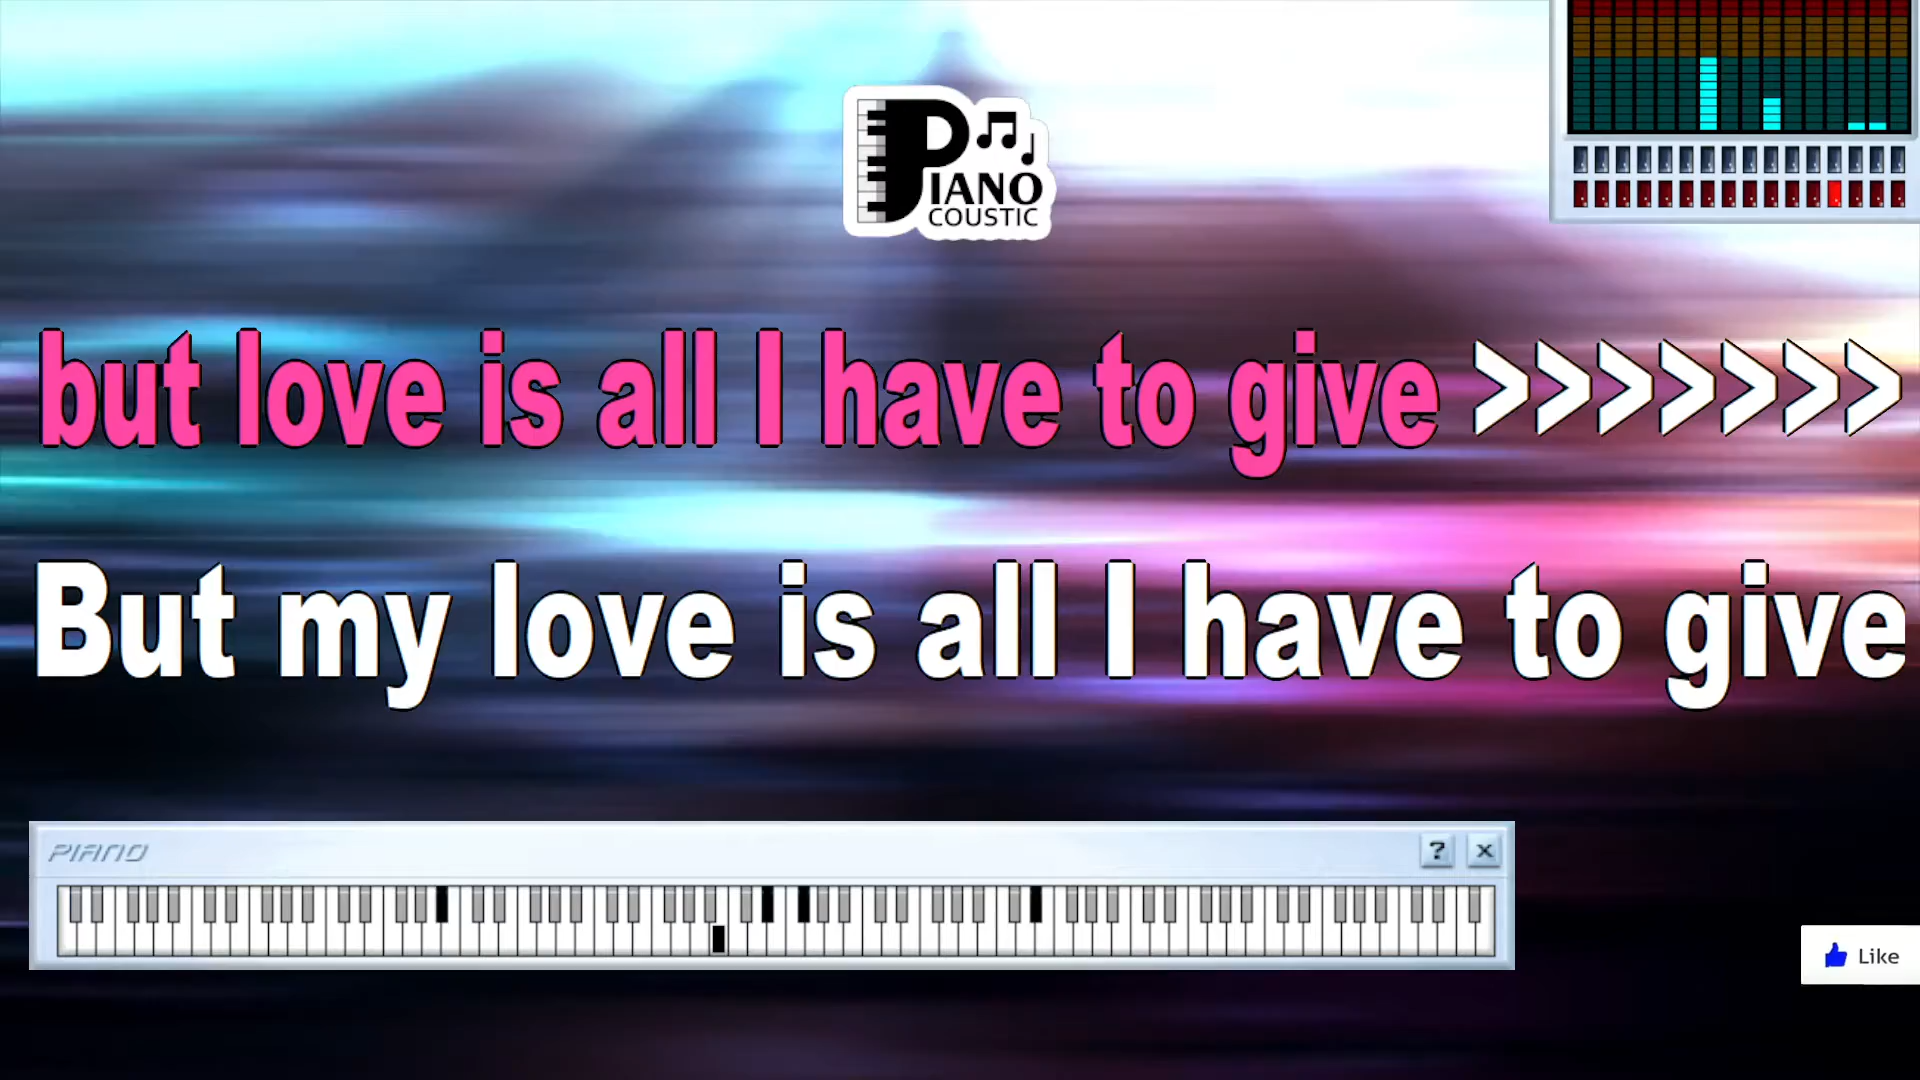 PIANO
COUSTIC
but love is all I have to give >>>>>>>
But my love is all I have to give
PIANO
?
x
Like